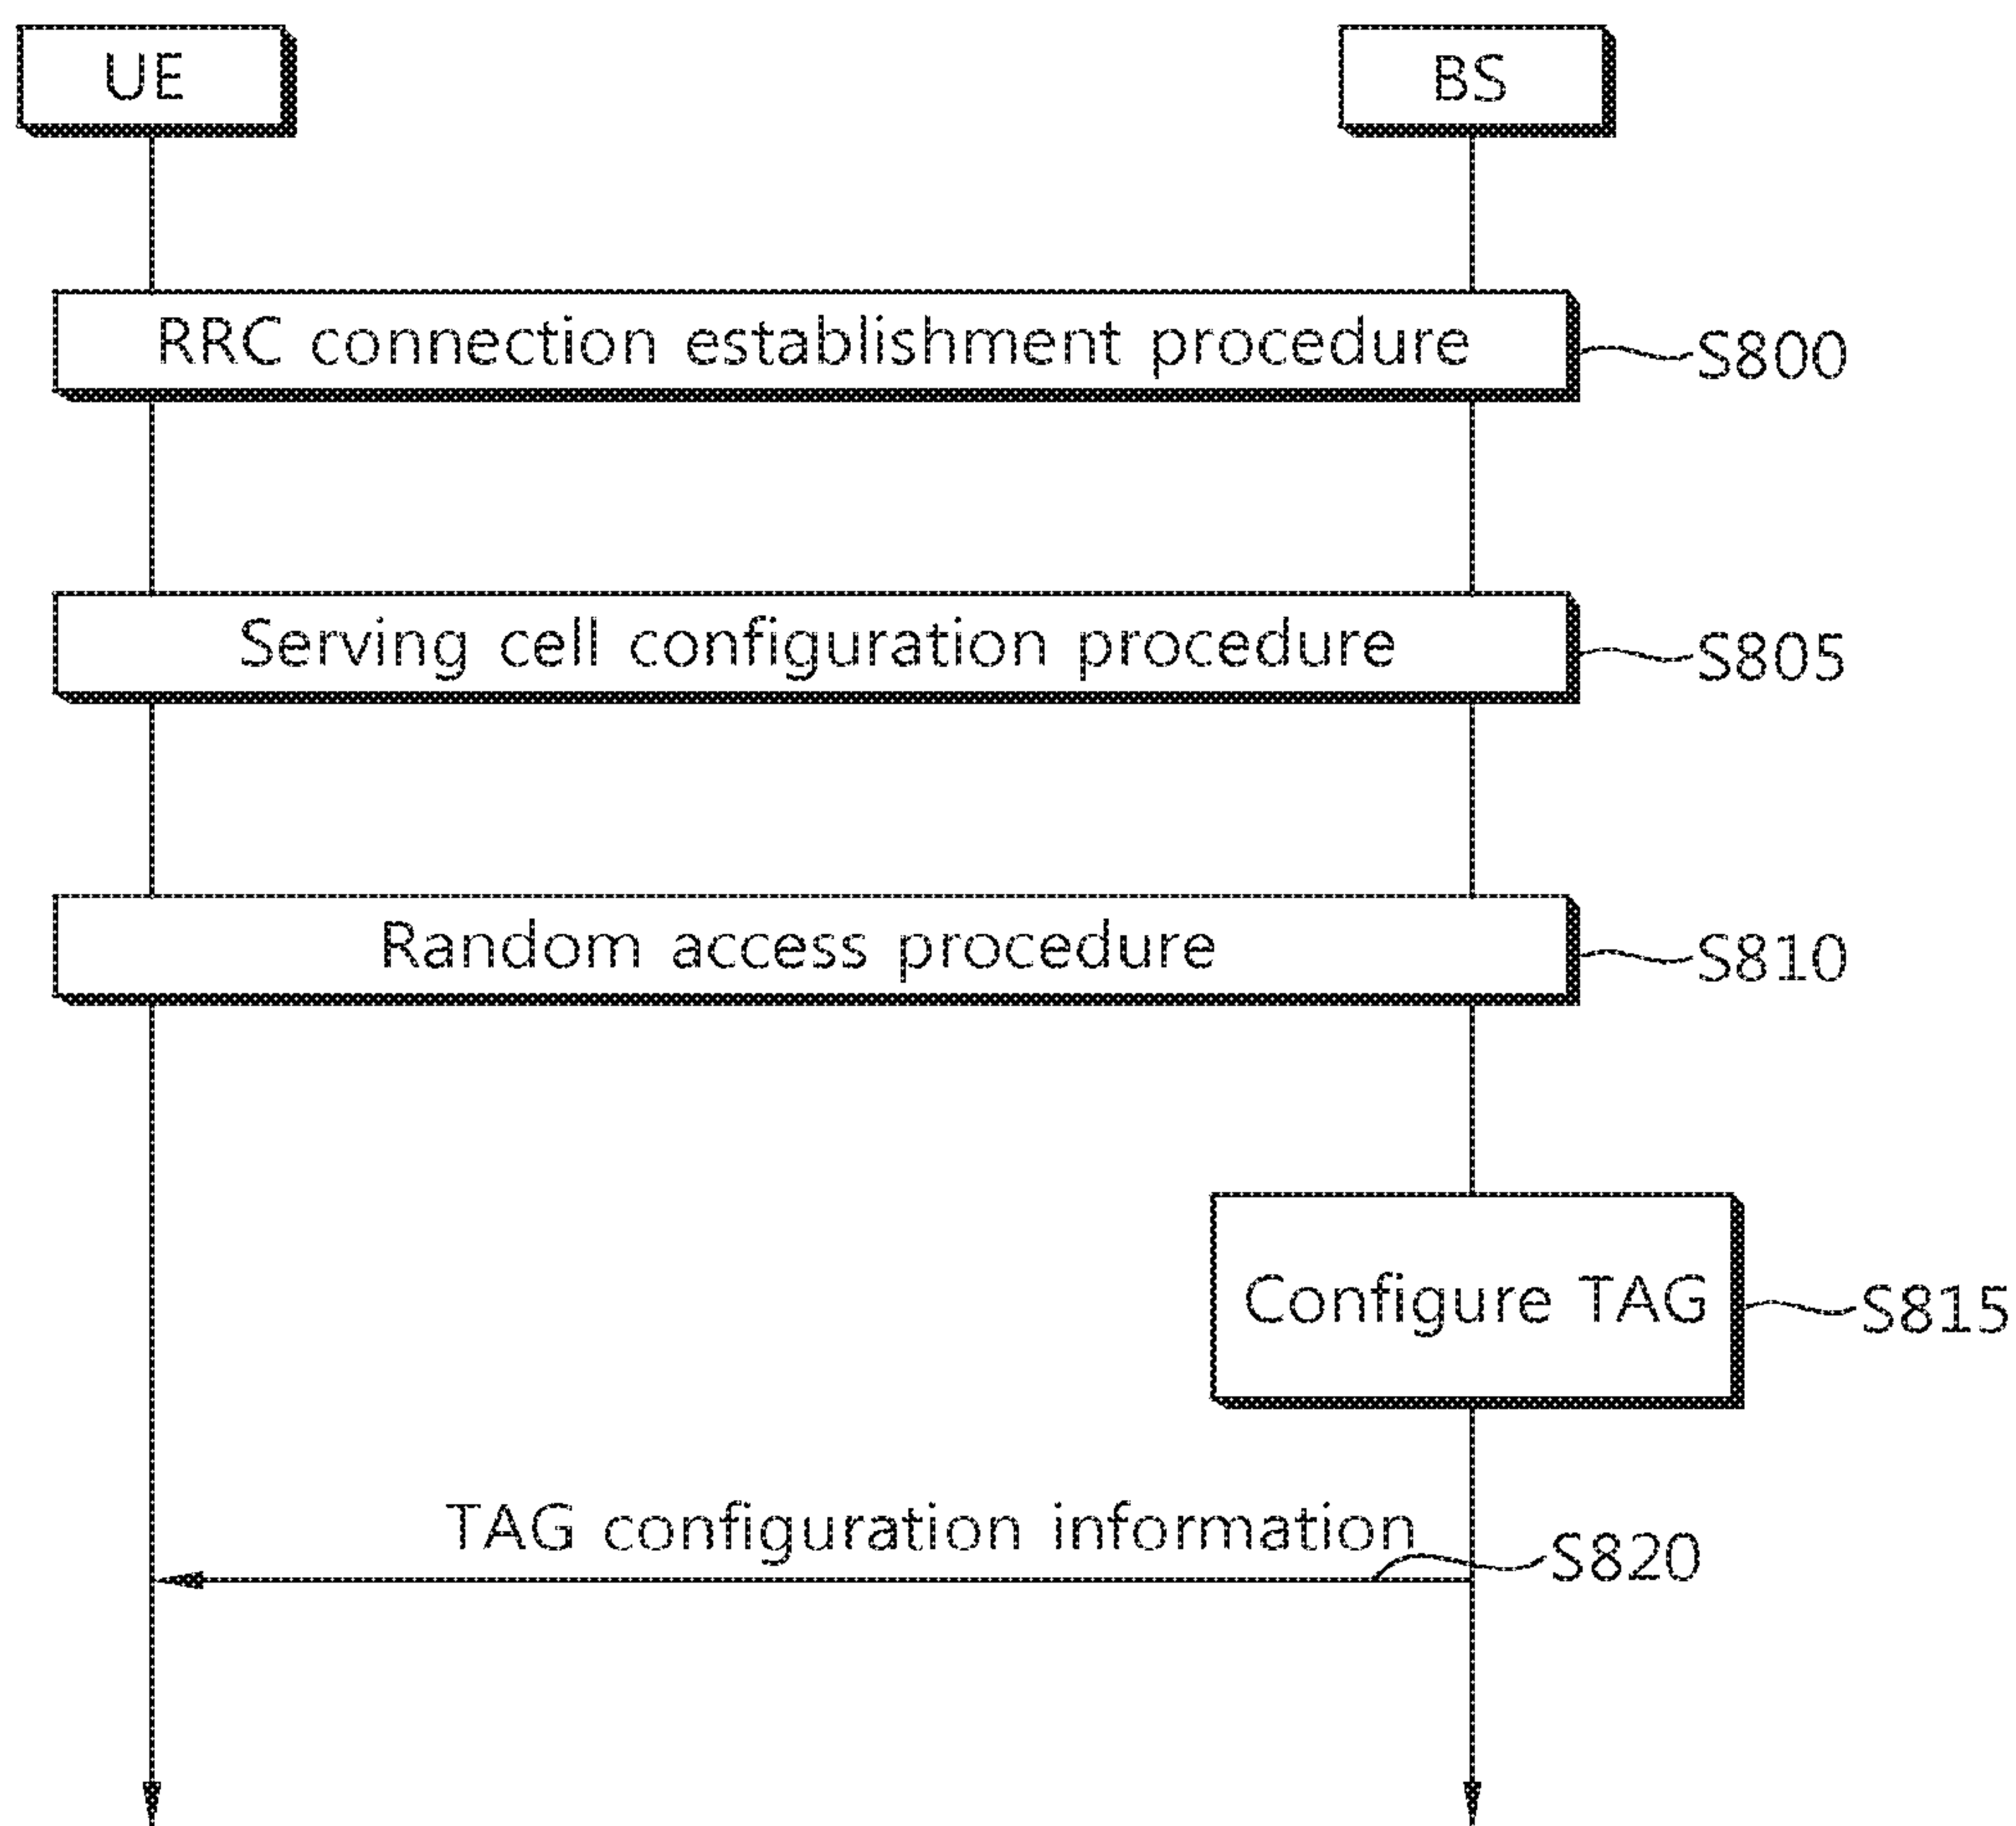 UE
BS
RRC connection establishment procedure
S800
Serving cell configuration procedure
S805
Random access procedure
S810
Configure TAG
S815
TAG configuration information
S820